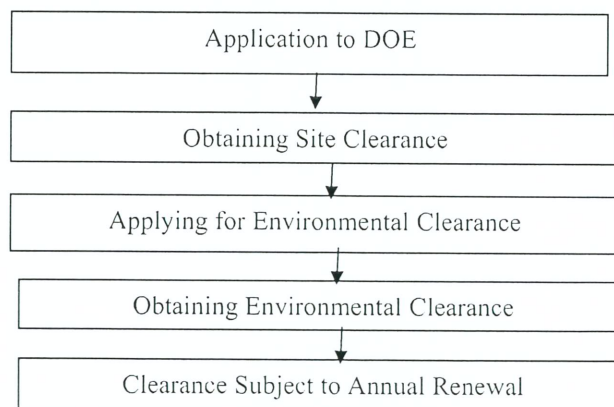 Application to DOE
Obtaining Site Clearance
Applying for Environmental Clearance
Obtaining Environmental Clearance
Clearance Subject to Annual Renewal